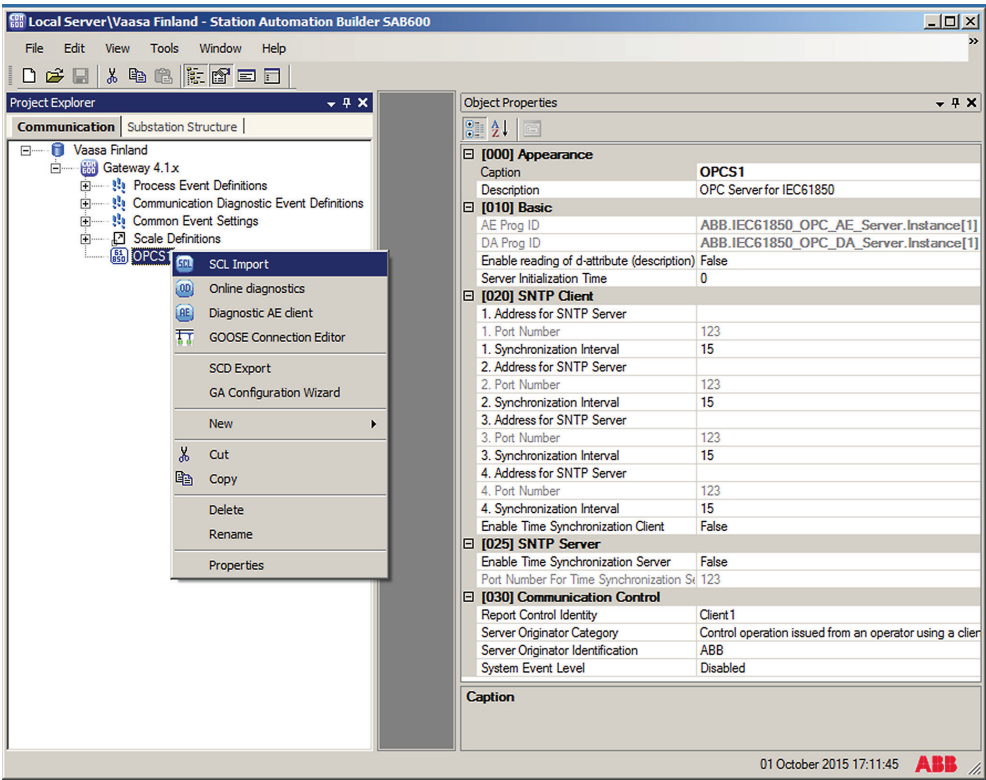 Local Server\Vaasa Finland - Station Automation Builder SAB600
File Edit View Tools Window Help
Project Explorer
Communication Substation Structure
Vaasa Finland
Gateway 4.1.x
Process Event Definitions
Communication Diagnostic Event Definitions
Common Event Settings
Scale Definitions
OPCS1
SCL Import
Online diagnostics
Diagnostic AE client
GOOSE Connection Editor
SCD Export
GA Configuration Wizard
New
Cut
Copy
Delete
Rename
Properties
Object Properties
[000] Appearance
Caption OPCS1
Description OPC Server for IEC61850
[010] Basic
AE Prog ID ABB.IEC61850_OPC_AE_Server.Instance[1]
DA Prog ID ABB.IEC61850_OPC_DA_Server.Instance[1]
Enable reading of d-attribute (description) False
Server Initialization Time 0
[020] SNTP Client
1. Address for SNTP Server
1. Port Number 123
1. Synchronization Interval 15
2. Address for SNTP Server
2. Port Number 123
2. Synchronization Interval 15
3. Address for SNTP Server
3. Port Number 123
3. Synchronization Interval 15
4. Address for SNTP Server
4. Port Number 123
4. Synchronization Interval 15
Enable Time Synchronization Client False
[025] SNTP Server
Enable Time Synchronization Server False
Port Number For Time Synchronization Se 123
[030] Communication Control
Report Control Identity Client1
Server Originator Category Control operation issued from an operator using a clien
Server Originator Identification ABB
System Event Level Disabled
Caption
01 October 2015 17:11:45 ABB